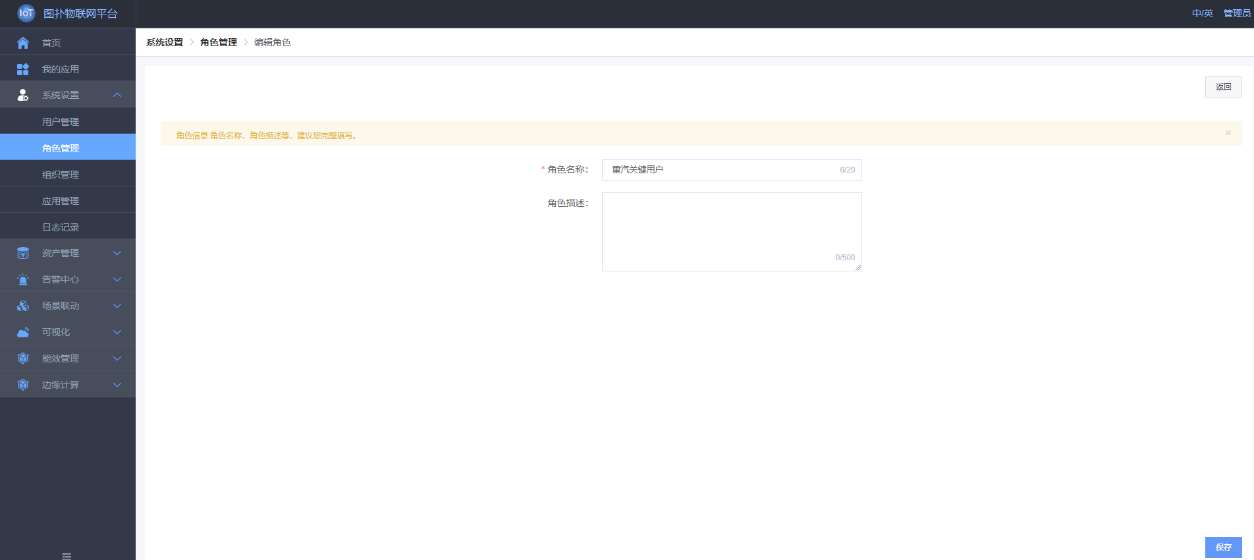 IOT 图扑物联网平台
中/英 管理员
首页
我的应用
系统设置
用户管理
角色管理
组织管理
应用管理
日志记录
资产管理
告警中心
场景联动
可视化
能效管理
边缘计算
系统设置 > 角色管理 > 编辑角色
返回
角色信息 角色名称、角色描述等，建议您完整填写。
* 角色名称： 重汽关键用户 6/20
角色描述：
0/500
保存